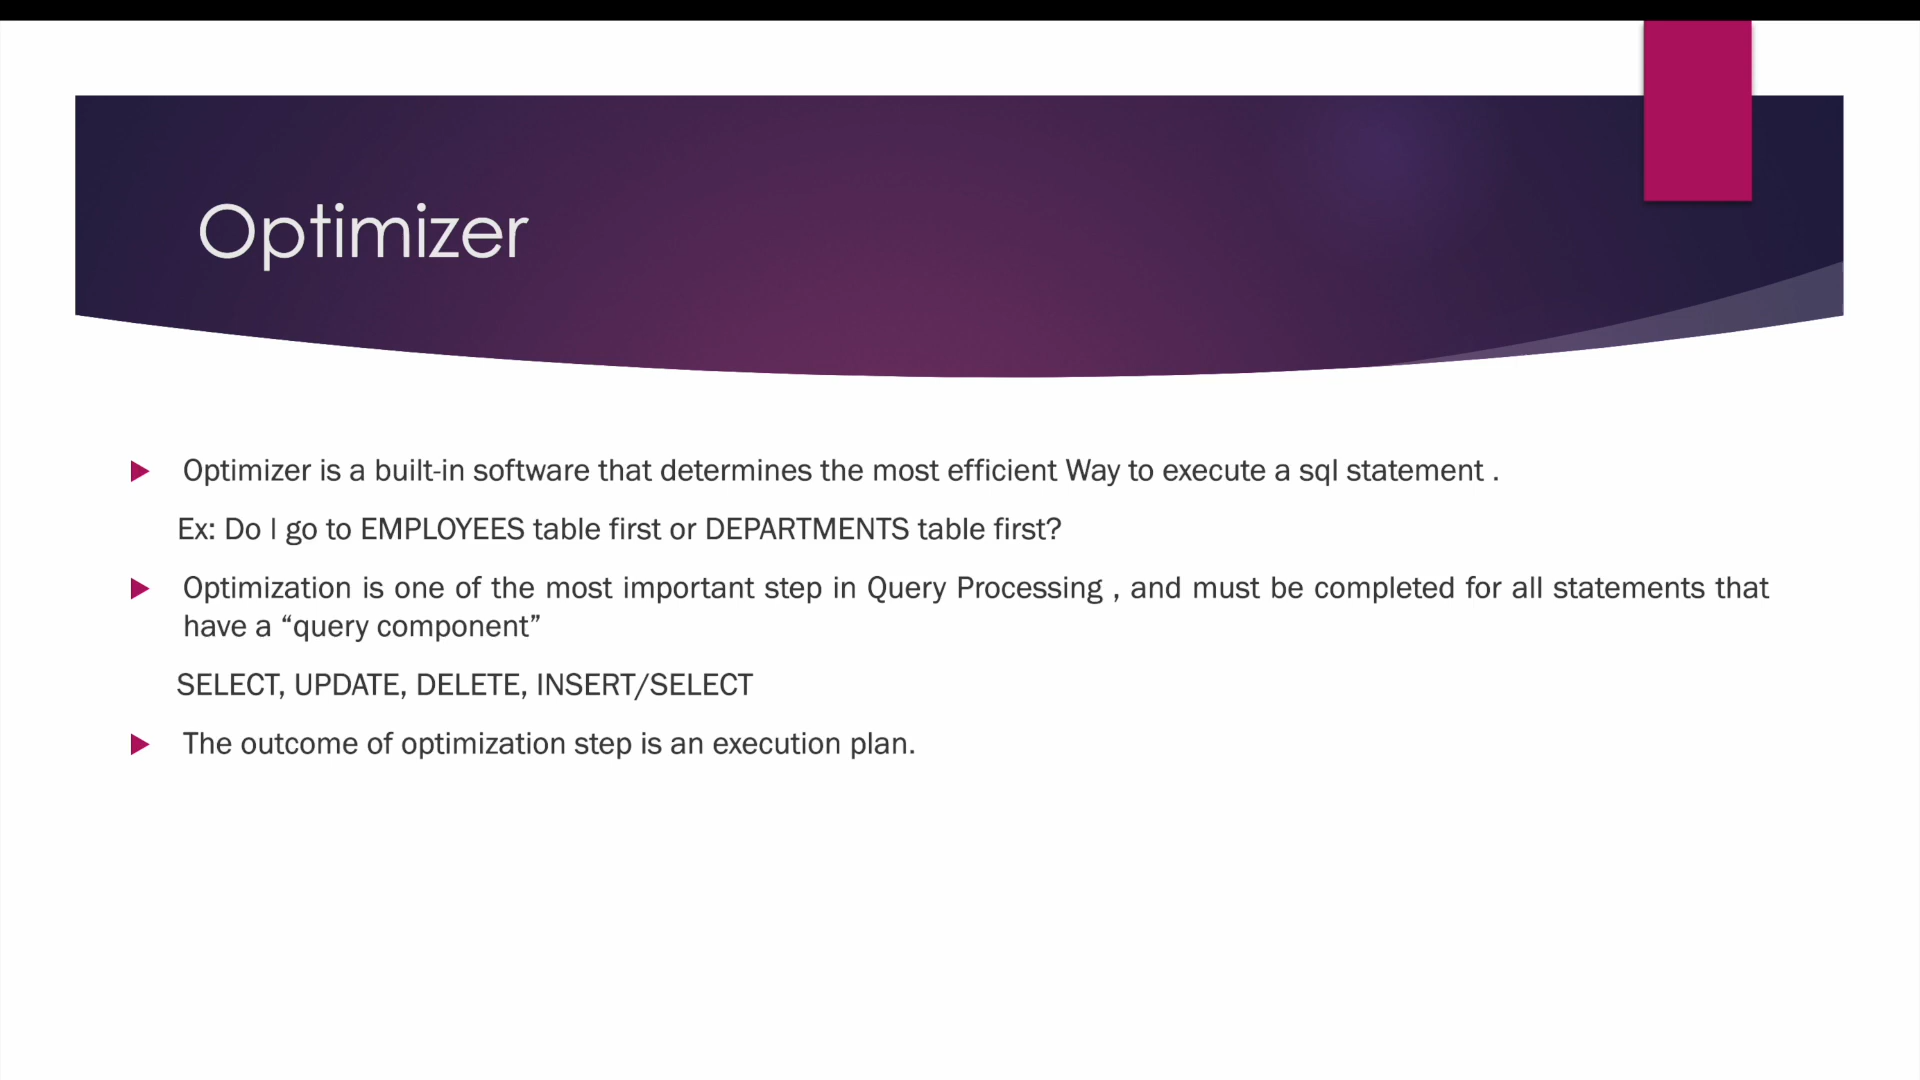 Optimizer
Optimizer is a built-in software that determines the most efficient Way to execute a sql statement .
Ex: Do I go to EMPLOYEES table first or DEPARTMENTS table first?
Optimization is one of the most important step in Query Processing , and must be completed for all statements that
have a “query component”
SELECT, UPDATE, DELETE, INSERT/SELECT
The outcome of optimization step is an execution plan.